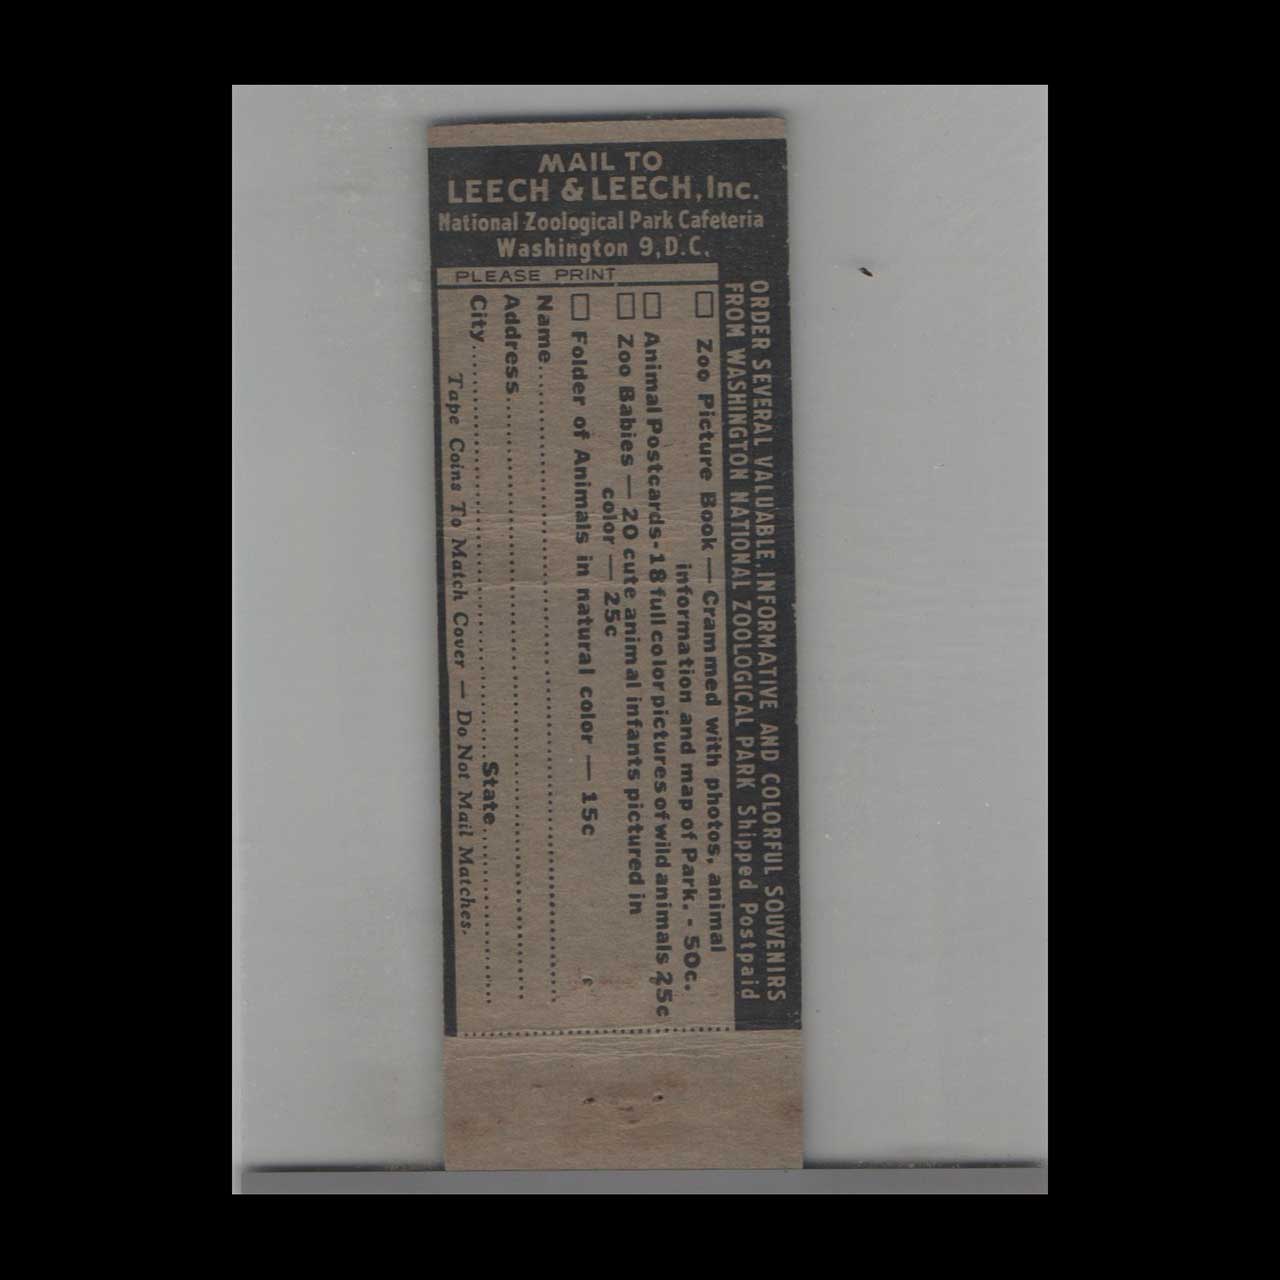 MAIL TO
LEECH & LEECH, Inc.
National Zoological Park Cafeteria
Washington 9, D.C.
PLEASE PRINT
ORDER SEVERAL VALUABLE, INFORMATIVE AND COLORFUL SOUVENIRS
FROM WASHINGTON NATIONAL ZOOLOGICAL PARK Shipped Postpaid
Zoo Picture Book — Crammed with photos, animal
information and map of Park. - 50c.
Animal Postcards-18 full color pictures of wild animals 25c
Zoo Babies — 20 cute animal infants pictured in
color — 25c
Folder of Animals in natural color — 15c
Name
Address
City State
Tape Coins To Match Cover — Do Not Mail Matches.